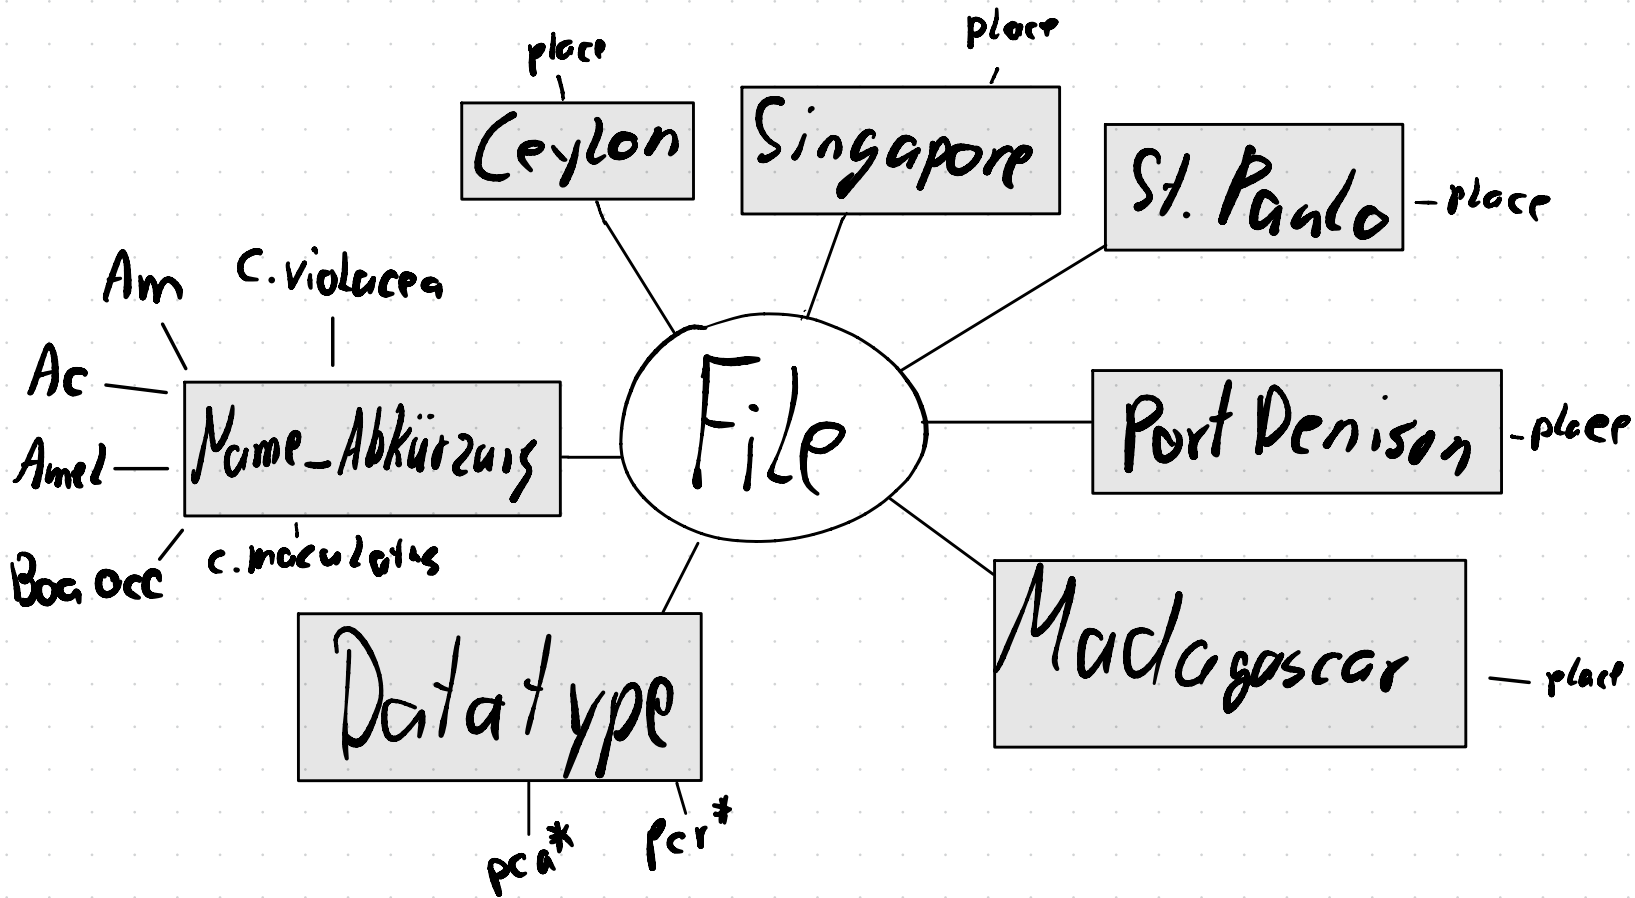 place
place
Ceylon
Singapore
St. Paulo
place
Am
C. violacea
Ac
Name_Abkürzung
Amel
File
Port Denison
place
Boa occ
c. maculatus
Datatype
Madagascar
place
pca*
pcr*